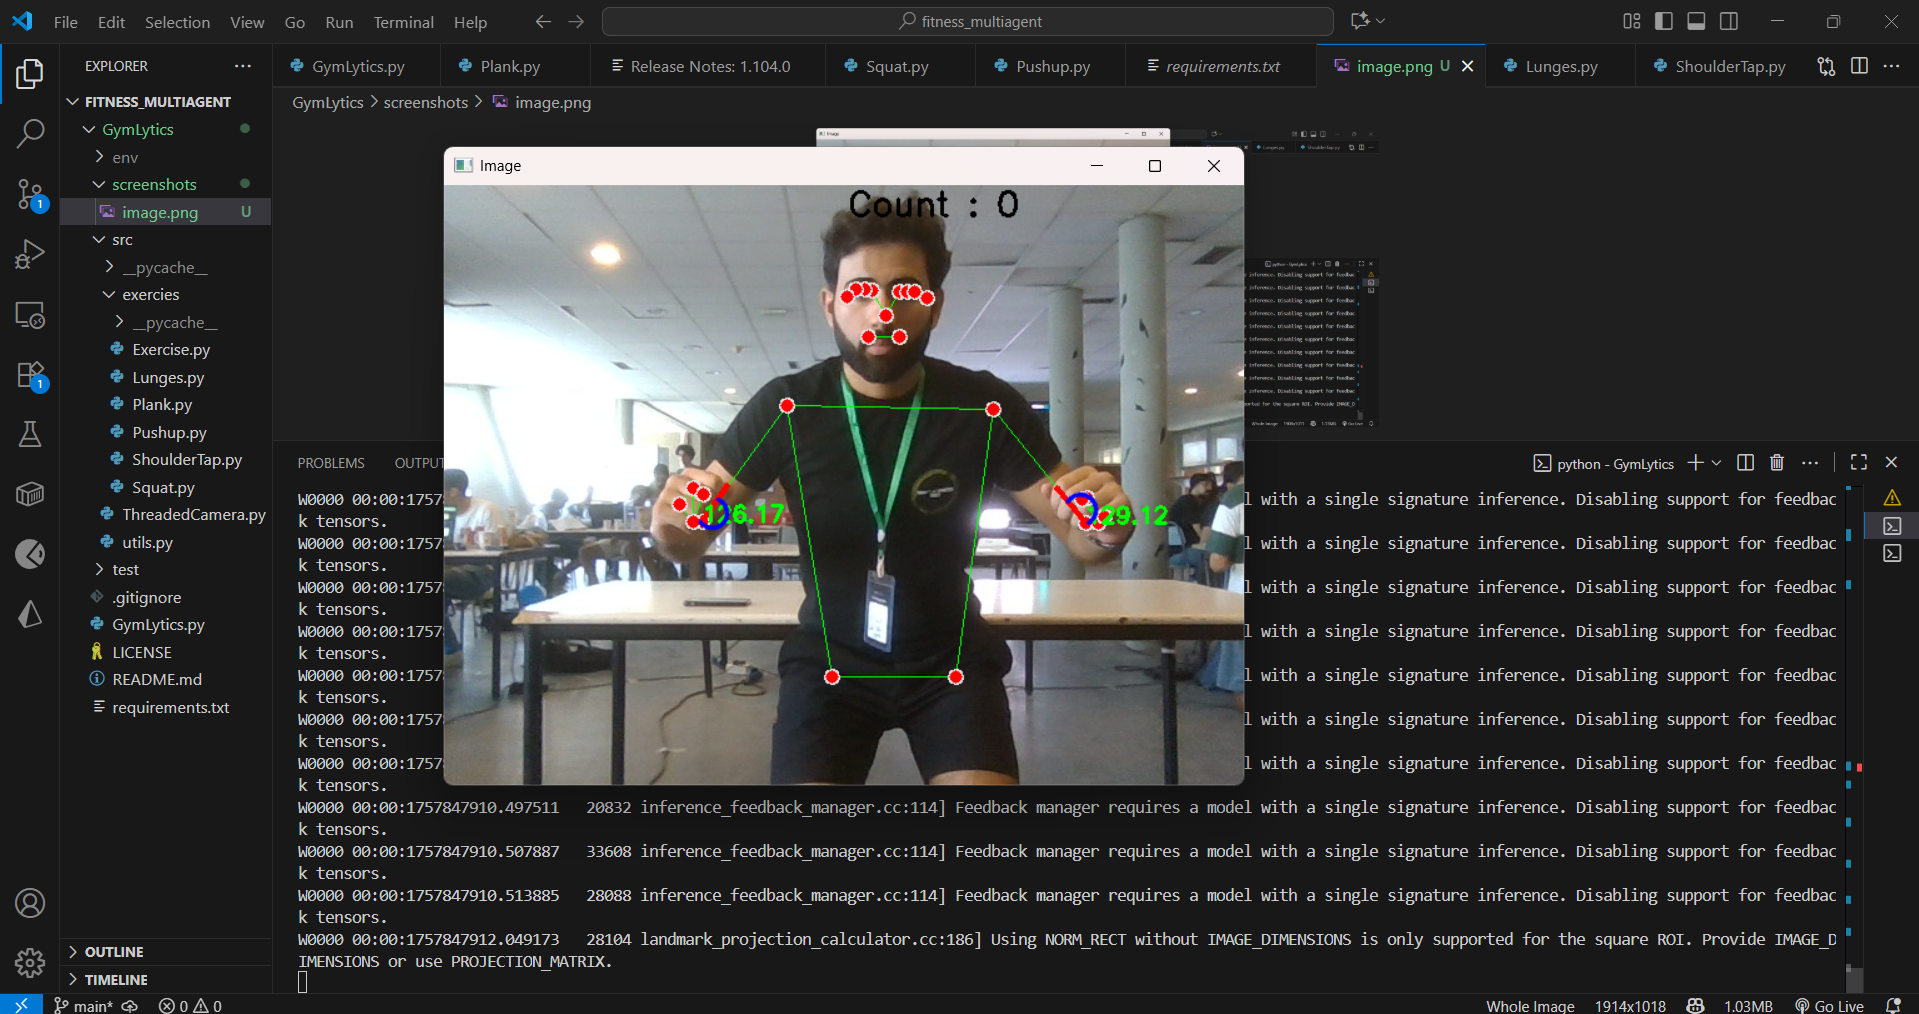 File Edit Selection View Go Run Terminal Help
fitness_multiagent
EXPLORER
FITNESS_MULTIAGENT
GymLytics
env
screenshots
image.png U
src
__pycache__
exercies
__pycache__
Exercise.py
Lunges.py
Plank.py
Pushup.py
ShoulderTap.py
Squat.py
ThreadedCamera.py
utils.py
test
.gitignore
GymLytics.py
LICENSE
README.md
requirements.txt
OUTLINE
TIMELINE
GymLytics.py Plank.py Release Notes: 1.104.0 Squat.py Pushup.py requirements.txt image.png U Lunges.py ShoulderTap.py
GymLytics > screenshots > image.png
Image
Count : 0
29.12
PROBLEMS OUTPUT
python - GymLytics
W0000 00:00:1757 l with a single signature inference. Disabling support for feedbac
k tensors.
W0000 00:00:1757 l with a single signature inference. Disabling support for feedbac
k tensors.
W0000 00:00:1757 l with a single signature inference. Disabling support for feedbac
k tensors.
W0000 00:00:1757 l with a single signature inference. Disabling support for feedbac
k tensors.
W0000 00:00:1757 l with a single signature inference. Disabling support for feedbac
k tensors.
W0000 00:00:1757 l with a single signature inference. Disabling support for feedbac
k tensors.
W0000 00:00:1757 l with a single signature inference. Disabling support for feedbac
k tensors.
W0000 00:00:1757847910.497511 20832 inference_feedback_manager.cc:114] Feedback manager requires a model with a single signature inference. Disabling support for feedbac
k tensors.
W0000 00:00:1757847910.507887 33608 inference_feedback_manager.cc:114] Feedback manager requires a model with a single signature inference. Disabling support for feedbac
k tensors.
W0000 00:00:1757847910.513885 28088 inference_feedback_manager.cc:114] Feedback manager requires a model with a single signature inference. Disabling support for feedbac
k tensors.
W0000 00:00:1757847912.049173 28104 landmark_projection_calculator.cc:186] Using NORM_RECT without IMAGE_DIMENSIONS is only supported for the square ROI. Provide IMAGE_D
IMENSIONS or use PROJECTION_MATRIX.
main* 0 0
Whole Image 1914x1018 1.03MB Go Live